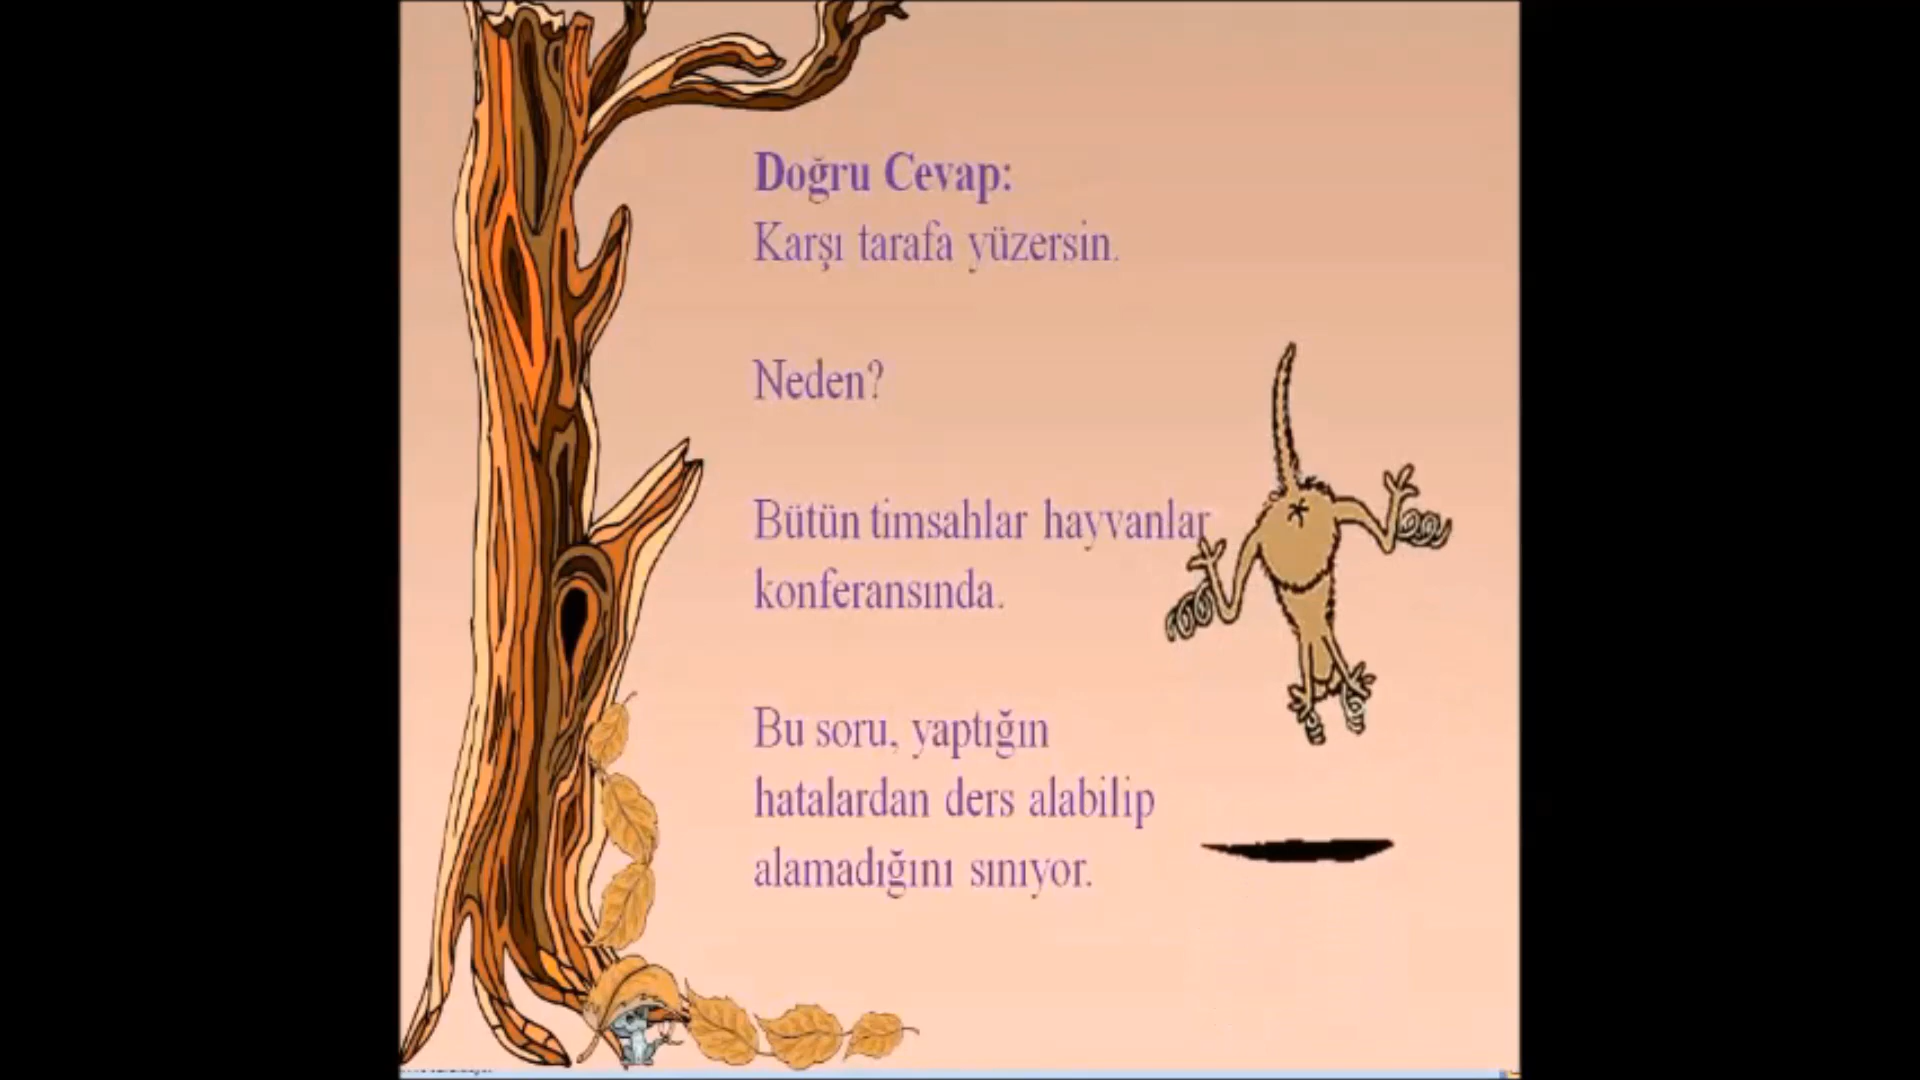 Doğru Cevap:
Karşı tarafa yüzersin.
Neden?
Bütün timsahlar hayvanlar
konferansında.
Bu soru, yaptığın
hatalardan ders alabilip
alamadığını sınıyor.